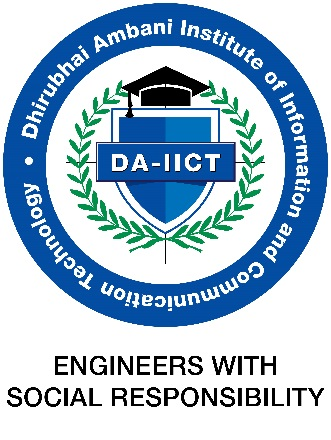 Dhirubhai Ambani Institute of Information and Communication Technology •
DA-IICT
ENGINEERS WITH
SOCIAL RESPONSIBILITY